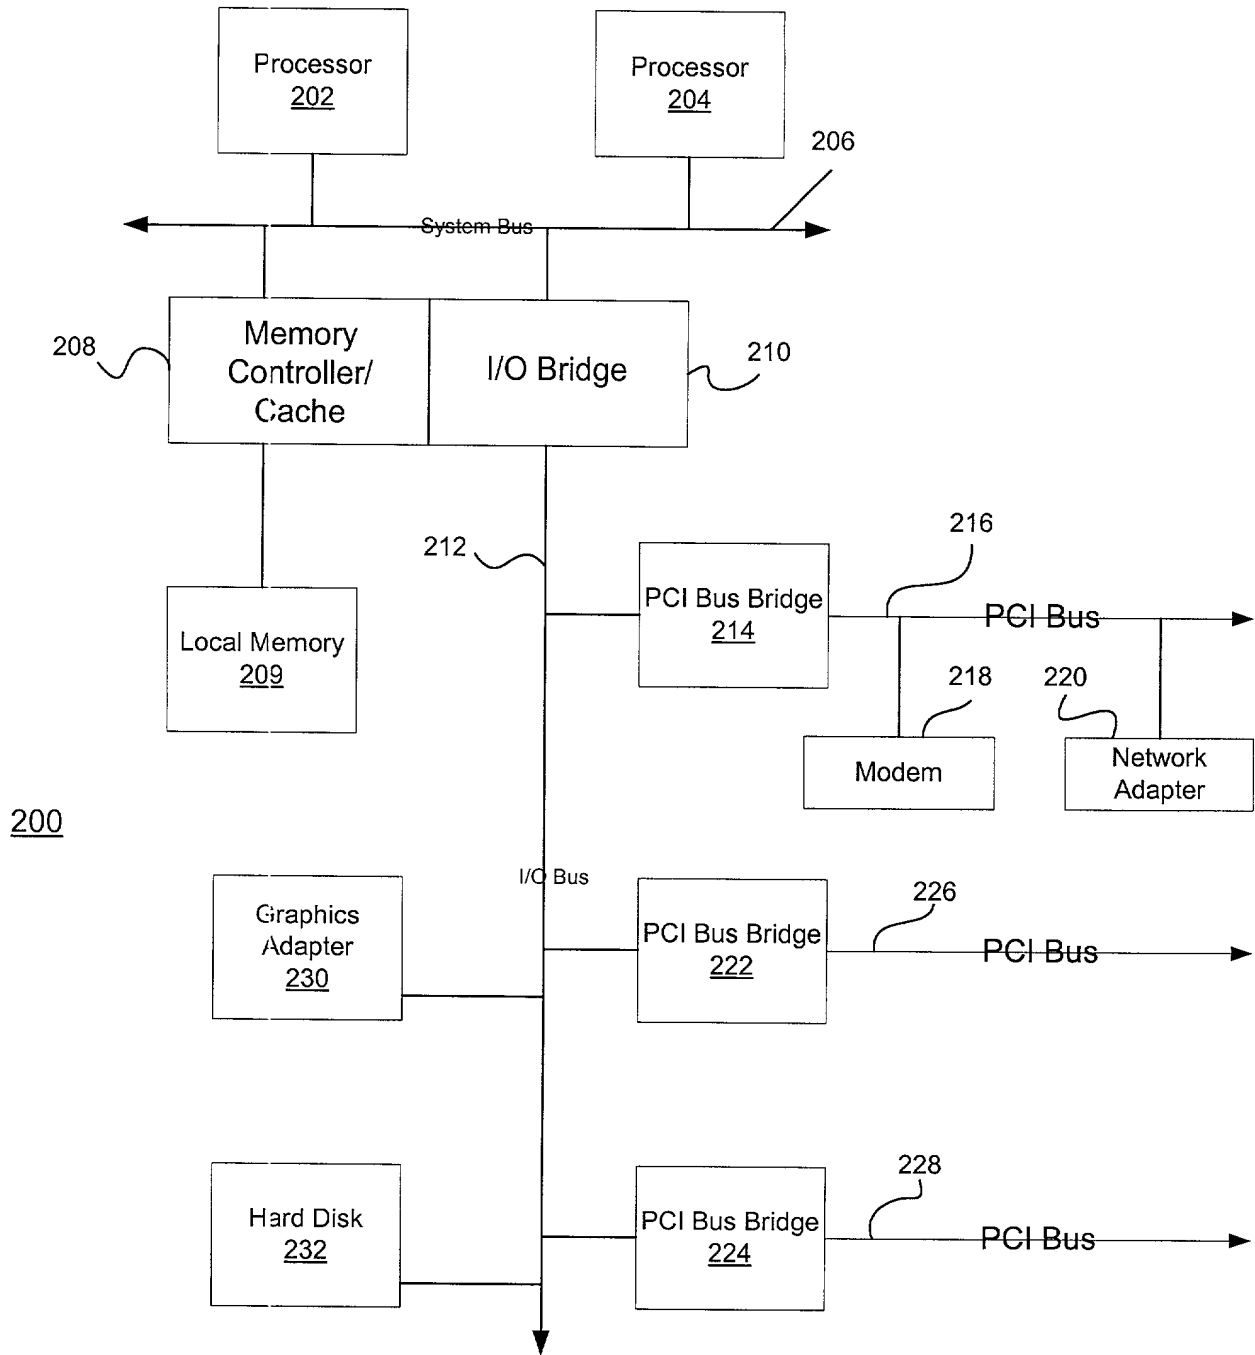 Processor
202
Processor
204
206
System Bus
208
Memory
Controller/
Cache
I/O Bridge
210
212
PCI Bus Bridge
214
216
PCI Bus
Local Memory
209
218
220
Modem
Network
Adapter
200
I/O Bus
Graphics
Adapter
230
PCI Bus Bridge
222
226
PCI Bus
Hard Disk
232
PCI Bus Bridge
224
228
PCI Bus